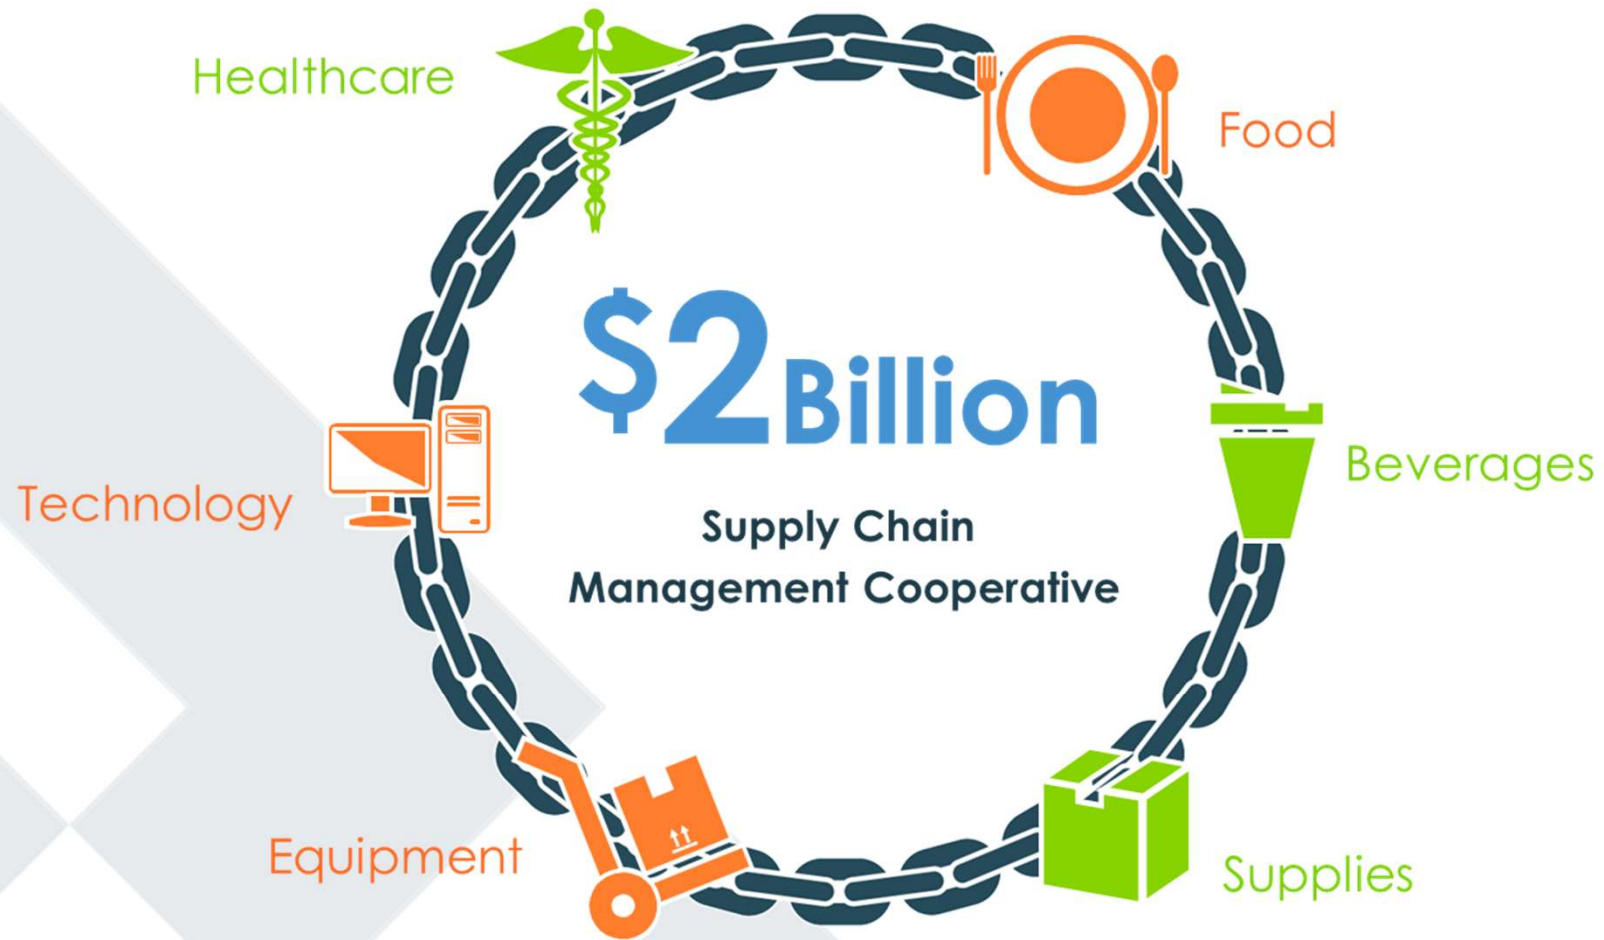 Healthcare
Food
$2 Billion
Beverages
Technology
Supply Chain
Management Cooperative
Equipment
Supplies